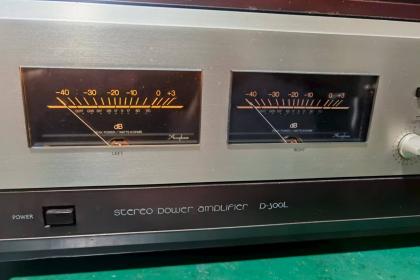 -40 -30 -20 -10 0 +3
dB
Accuphase
LEFT
-40 -30 -20 -10 0 +3
dB
Accuphase
RIGHT
POWER
stereo power amplifier P-300L